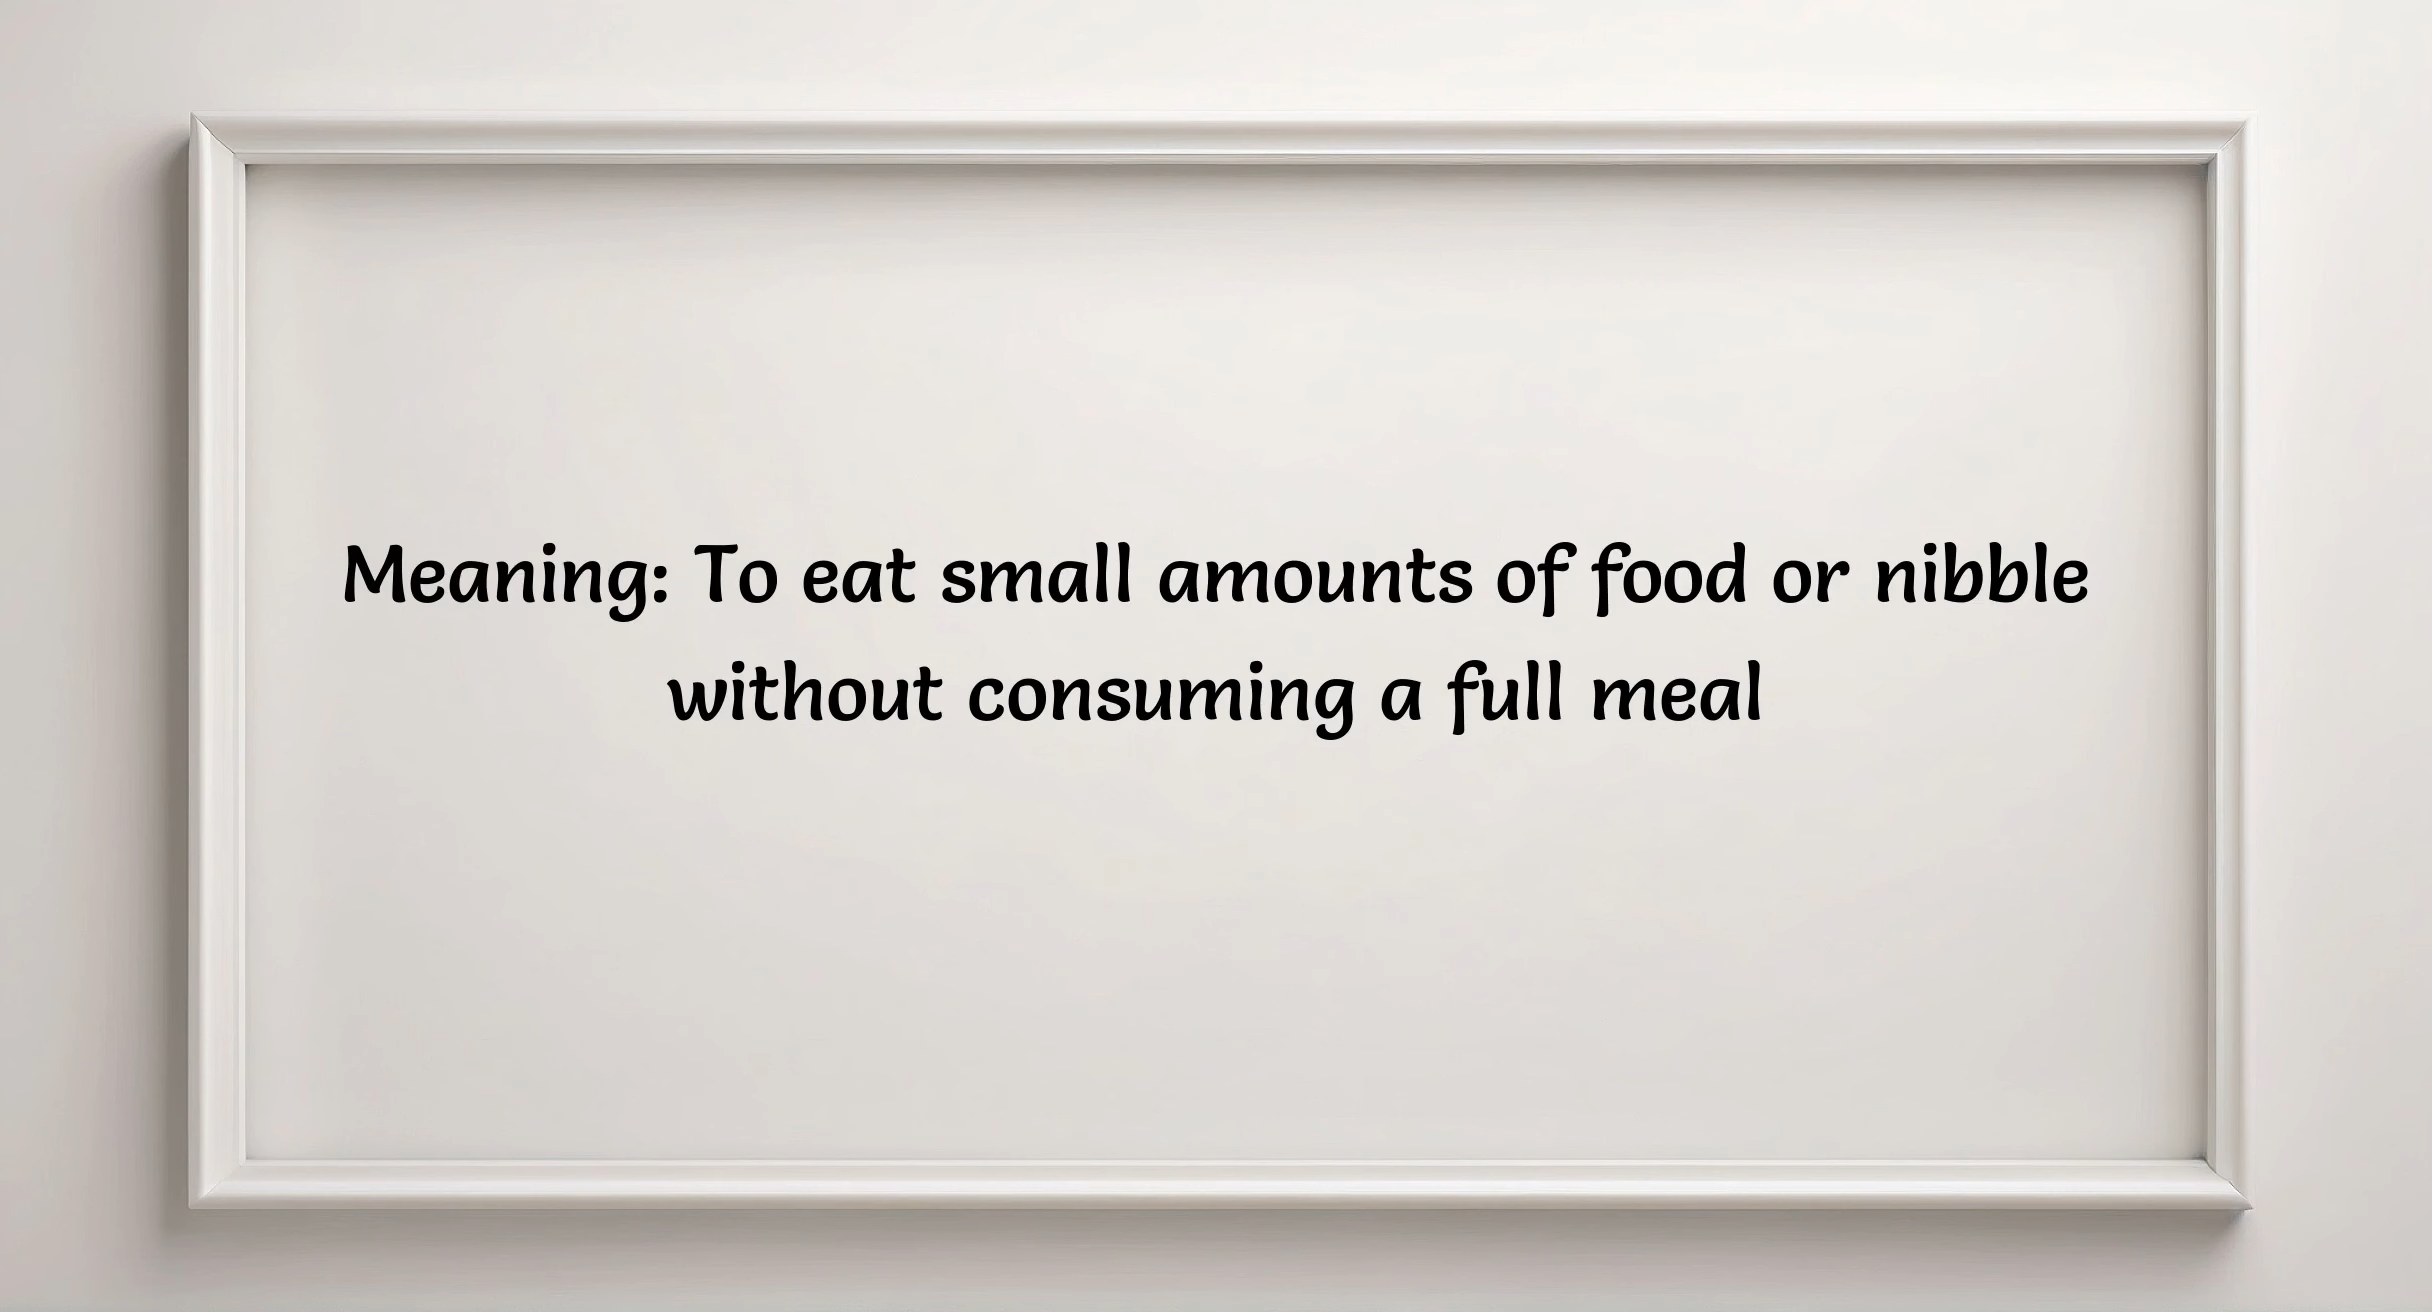 Meaning: To eat small amounts of food or nibble
without consuming a full meal